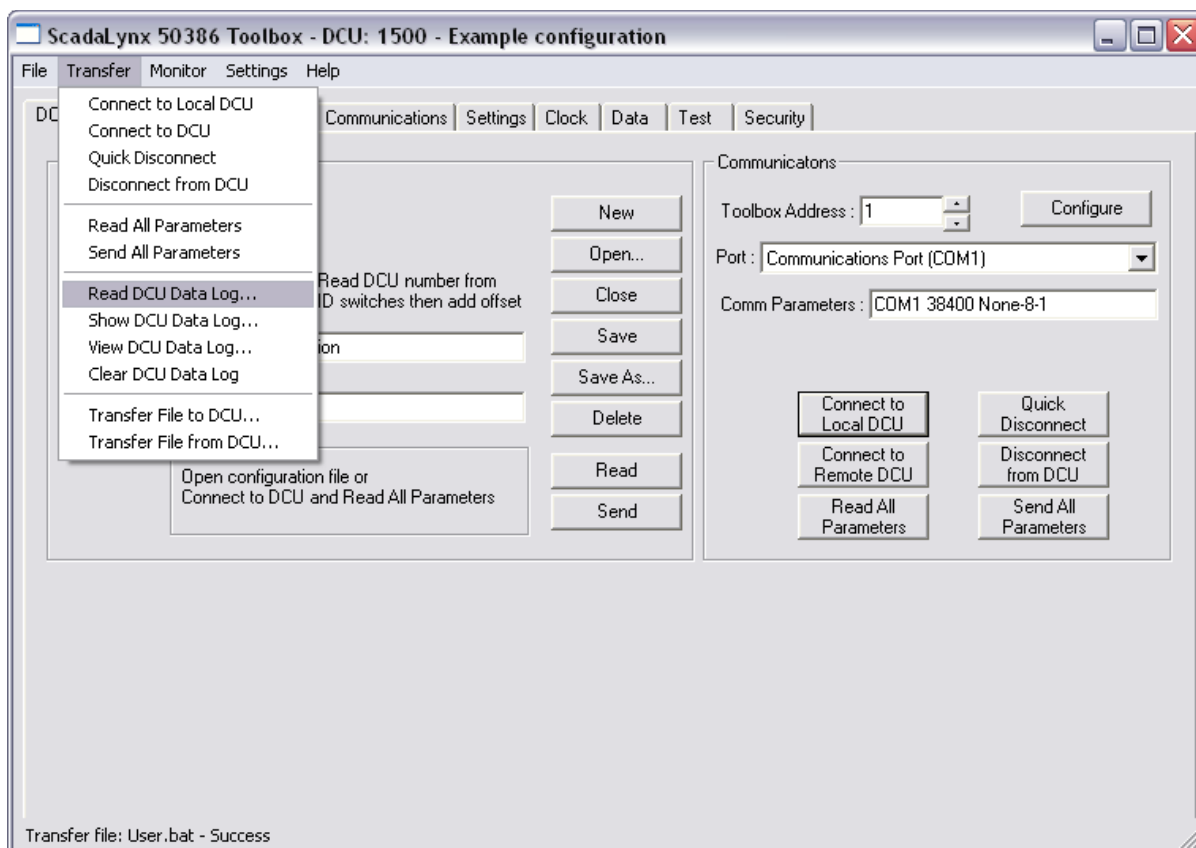 ScadaLynx 50386 Toolbox - DCU: 1500 - Example configuration
File Transfer Monitor Settings Help
Connect to Local DCU
Connect to DCU
Quick Disconnect
Disconnect from DCU
Read All Parameters
Send All Parameters
Read DCU Data Log...
Show DCU Data Log...
View DCU Data Log...
Clear DCU Data Log
Transfer File to DCU...
Transfer File from DCU...
DC Communications Settings Clock Data Test Security
Read DCU number from
ID switches then add offset
ion
Open configuration file or
Connect to DCU and Read All Parameters
New
Open...
Close
Save
Save As...
Delete
Read
Send
Communicatons
Toolbox Address : 1
Configure
Port : Communications Port (COM1)
Comm Parameters : COM1 38400 None-8-1
Connect to
Local DCU
Quick
Disconnect
Connect to
Remote DCU
Disconnect
from DCU
Read All
Parameters
Send All
Parameters
Transfer file: User.bat - Success